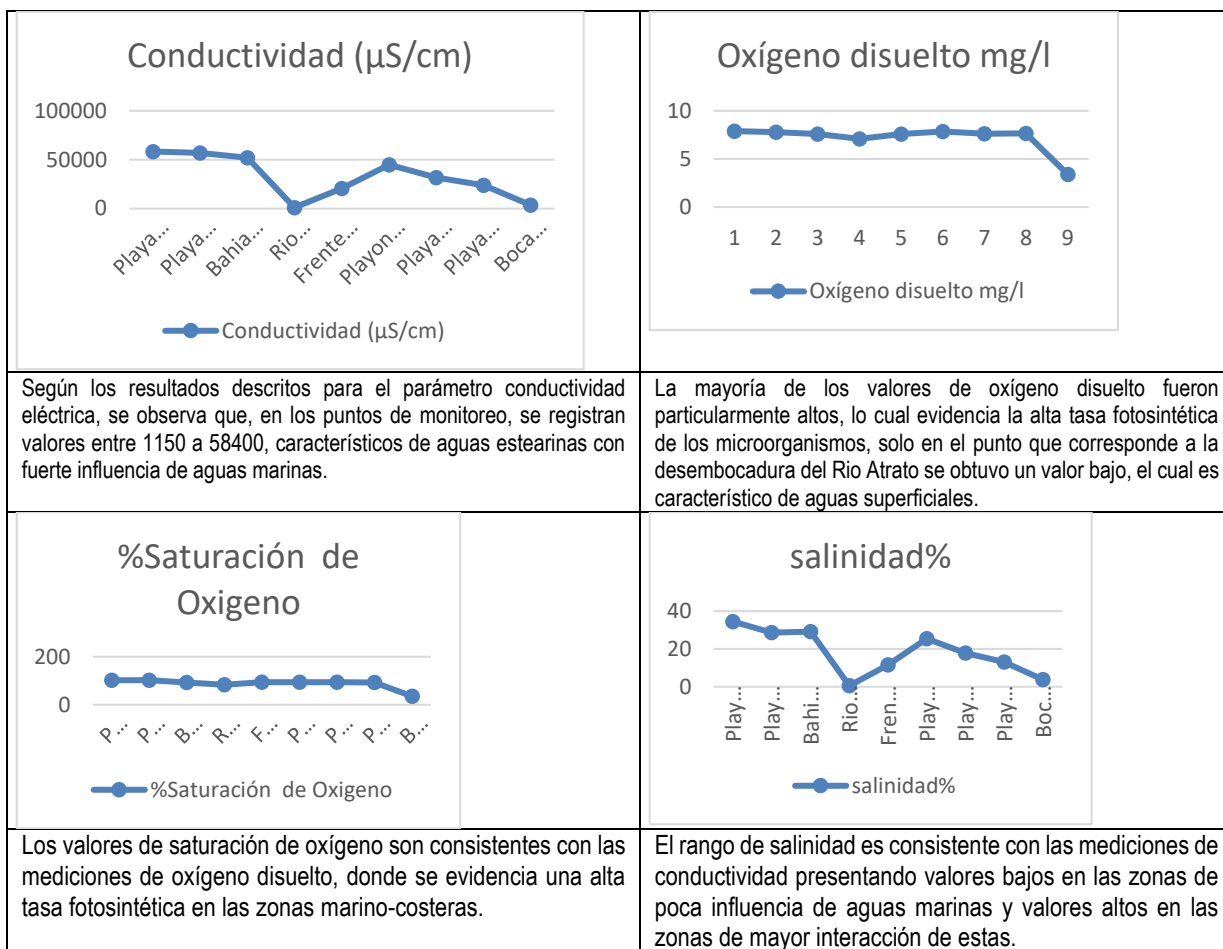 Conductividad (µS/cm)
100000
50000
0
Playa...
Playa...
Bahia...
Rio...
Frente...
Playon...
Playa...
Playa...
Boca...
Conductividad (µS/cm)
Oxígeno disuelto mg/l
10
5
0
1 2 3 4 5 6 7 8 9
Oxígeno disuelto mg/l
Según los resultados descritos para el parámetro conductividad
eléctrica, se observa que, en los puntos de monitoreo, se registran
valores entre 1150 a 58400, característicos de aguas estearinas con
fuerte influencia de aguas marinas.
La mayoría de los valores de oxígeno disuelto fueron
particularmente altos, lo cual evidencia la alta tasa fotosintética
de los microorganismos, solo en el punto que corresponde a la
desembocadura del Rio Atrato se obtuvo un valor bajo, el cual es
característico de aguas superficiales.
%Saturación de
Oxigeno
200
0
P...
P...
B...
R...
F...
P...
P...
P...
B...
%Saturación de Oxigeno
salinidad%
40
20
0
Play...
Play...
Bahi...
Rio...
Fren...
Play...
Play...
Play...
Boc...
salinidad%
Los valores de saturación de oxígeno son consistentes con las
mediciones de oxígeno disuelto, donde se evidencia una alta
tasa fotosintética en las zonas marino-costeras.
El rango de salinidad es consistente con las mediciones de
conductividad presentando valores bajos en las zonas de
poca influencia de aguas marinas y valores altos en las
zonas de mayor interacción de estas.